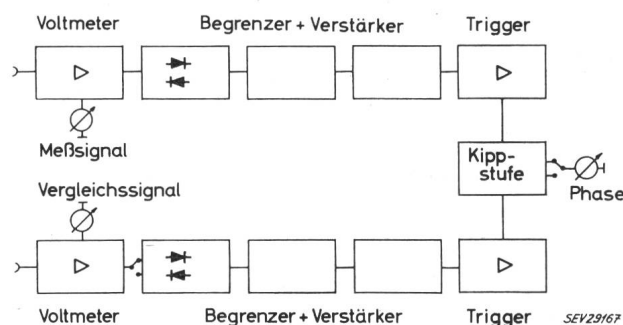 Voltmeter
Begrenzer + Verstärker
Trigger
Meßsignal
Kipp-
stufe
Phase
Vergleichssignal
Voltmeter
Begrenzer + Verstärker
Trigger
SEV29167